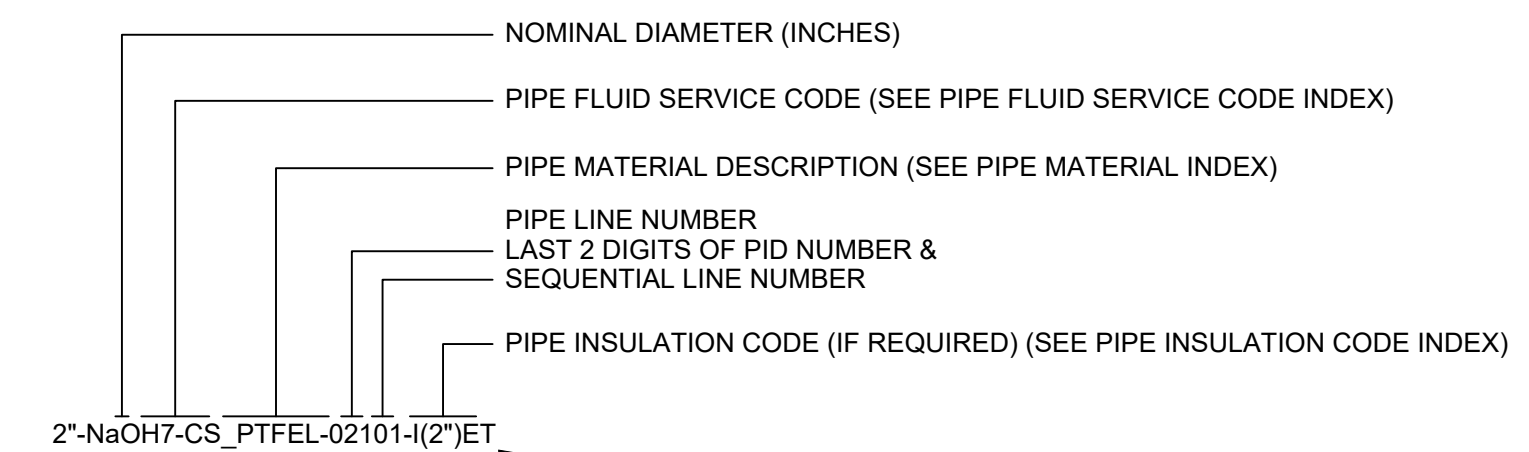 NOMINAL DIAMETER (INCHES)
PIPE FLUID SERVICE CODE (SEE PIPE FLUID SERVICE CODE INDEX)
PIPE MATERIAL DESCRIPTION (SEE PIPE MATERIAL INDEX)
PIPE LINE NUMBER
LAST 2 DIGITS OF PID NUMBER &
SEQUENTIAL LINE NUMBER
PIPE INSULATION CODE (IF REQUIRED) (SEE PIPE INSULATION CODE INDEX)
2"-NaOH7-CS_PTFEL-02101-I(2")ET